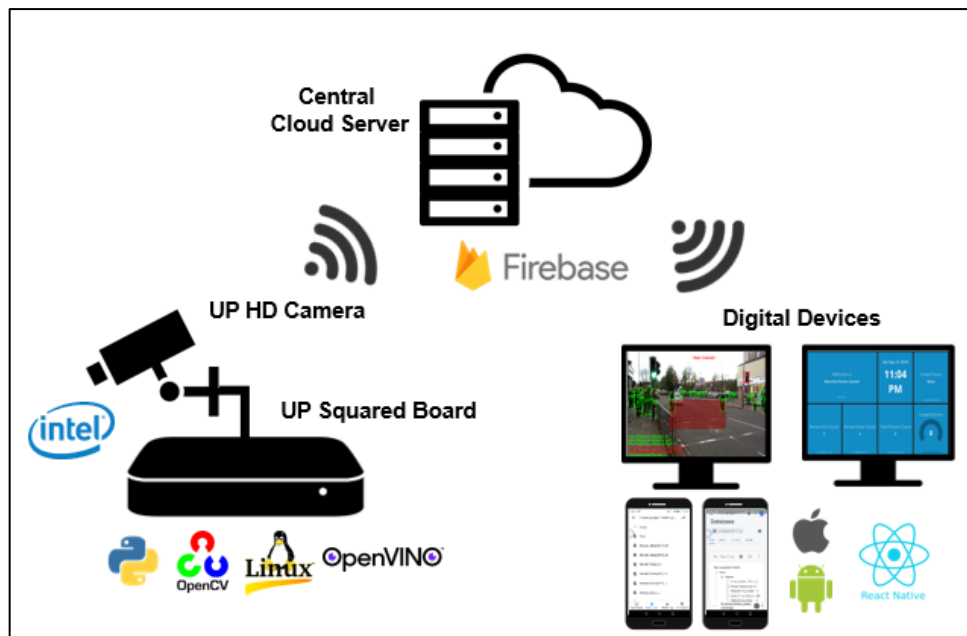 Central
Cloud Server
Firebase
UP HD Camera
Digital Devices
11:04
PM
intel
UP Squared Board
Database
OpenCV
Linux
OpenVINO
React Native